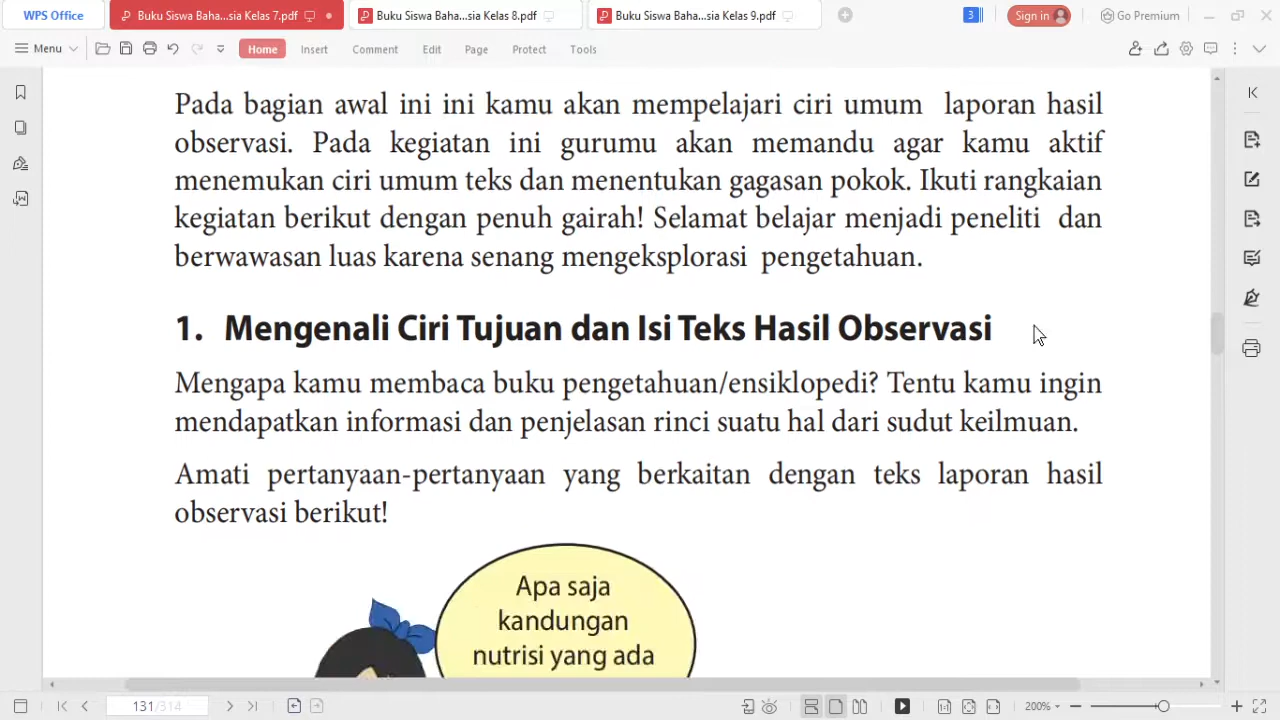 WPS Office
Buku Siswa Baha...sia Kelas 7.pdf
Buku Siswa Baha...sia Kelas 8.pdf
Buku Siswa Baha...sia Kelas 9.pdf
3
Sign in
Go Premium
Menu
Home
Insert
Comment
Edit
Page
Protect
Tools
Pada bagian awal ini ini kamu akan mempelajari ciri umum laporan hasil
observasi. Pada kegiatan ini gurumu akan memandu agar kamu aktif
menemukan ciri umum teks dan menentukan gagasan pokok. Ikuti rangkaian
kegiatan berikut dengan penuh gairah! Selamat belajar menjadi peneliti dan
berwawasan luas karena senang mengeksplorasi pengetahuan.
1. Mengenali Ciri Tujuan dan Isi Teks Hasil Observasi
Mengapa kamu membaca buku pengetahuan/ensiklopedi? Tentu kamu ingin
mendapatkan informasi dan penjelasan rinci suatu hal dari sudut keilmuan.
Amati pertanyaan-pertanyaan yang berkaitan dengan teks laporan hasil
observasi berikut!
Apa saja
kandungan
nutrisi yang ada
131/314
200%